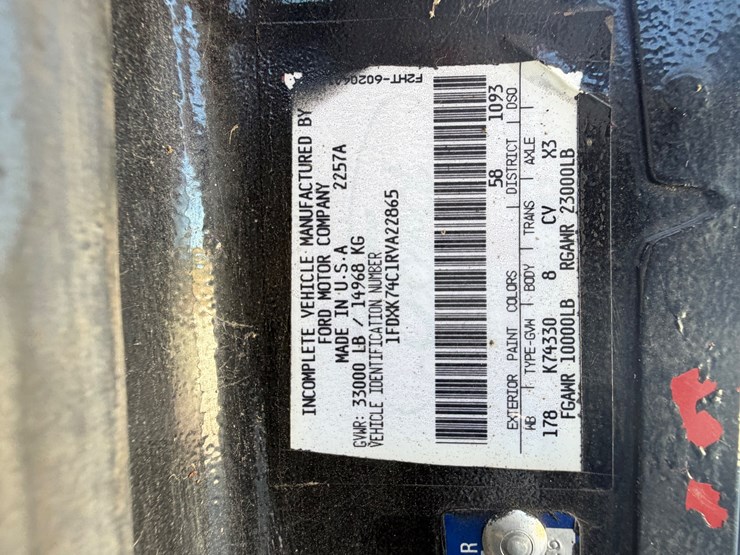 INCOMPLETE VEHICLE MANUFACTURED BY
FORD MOTOR COMPANY
MADE IN U.S.A 2257A
GVWR: 33000 LB / 14968 KG
VEHICLE IDENTIFICATION NUMBER
1FDXK74C1RVA22865
F2HT-6020
58 1093
EXTERIOR PAINT COLORS DISTRICT DSO
WB TYPE-GVW BODY TRANS AXLE
178 K74330 8 CV X3
FGAWR 10000LB RGAWR 23000LB
R